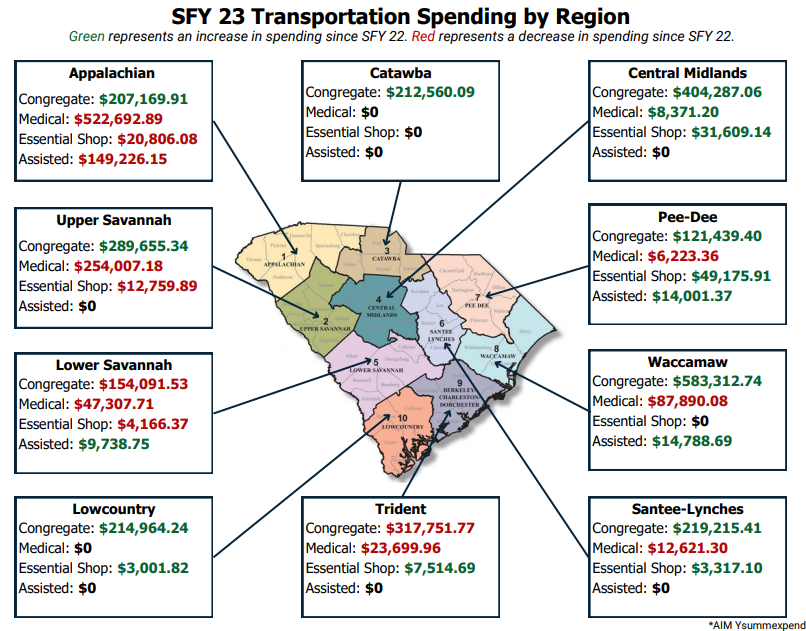 SFY 23 Transportation Spending by Region
Green represents an increase in spending since SFY 22. Red represents a decrease in spending since SFY 22.
Appalachian
Congregate: $207,169.91
Medical: $522,692.89
Essential Shop: $20,806.08
Assisted: $149,226.15
Catawba
Congregate: $212,560.09
Medical: $0
Essential Shop: $0
Assisted: $0
Central Midlands
Congregate: $404,287.06
Medical: $8,371.20
Essential Shop: $31,609.14
Assisted: $0
Upper Savannah
Congregate: $289,655.34
Medical: $254,007.18
Essential Shop: $12,759.89
Assisted: $0
Pee-Dee
Congregate: $121,439.40
Medical: $6,223.36
Essential Shop: $49,175.91
Assisted: $14,001.37
Lower Savannah
Congregate: $154,091.53
Medical: $47,307.71
Essential Shop: $4,166.37
Assisted: $9,738.75
Waccamaw
Congregate: $583,312.74
Medical: $87,890.08
Essential Shop: $0
Assisted: $14,788.69
Lowcountry
Congregate: $214,964.24
Medical: $0
Essential Shop: $3,001.82
Assisted: $0
Trident
Congregate: $317,751.77
Medical: $23,699.96
Essential Shop: $7,514.69
Assisted: $0
Santee-Lynches
Congregate: $219,215.41
Medical: $12,621.30
Essential Shop: $3,317.10
Assisted: $0
1
APPALACHIAN
3
CATAWBA
4
CENTRAL
MIDLANDS
7
PEE DEE
2
UPPER SAVANNAH
6
SANTEE
LYNCHES
8
WACCAMAW
5
LOWER SAVANNAH
9
BERKELEY
CHARLESTON
DORCHESTER
10
LOWCOUNTRY
*AIM Ysummexpend